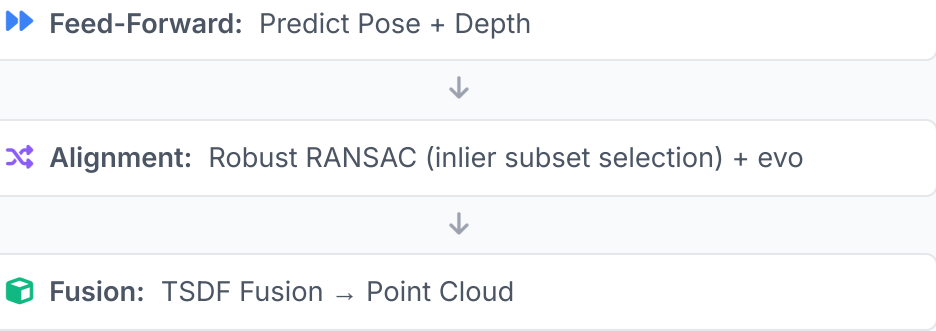 Feed-Forward: Predict Pose + Depth
↓
Alignment: Robust RANSAC (inlier subset selection) + evo
↓
Fusion: TSDF Fusion → Point Cloud